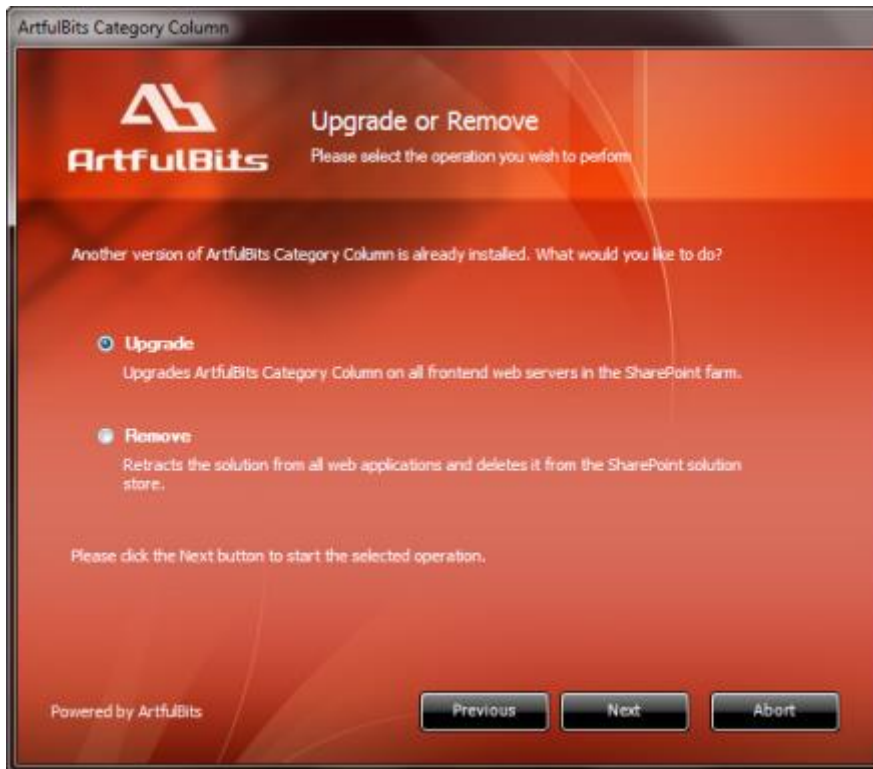 ArtfulBits Category Column
ArtfulBits
Upgrade or Remove
Please select the operation you wish to perform
Another version of ArtfulBits Category Column is already installed. What would you like to do?
Upgrade
Upgrades ArtfulBits Category Column on all frontend web servers in the SharePoint farm.
Remove
Retracts the solution from all web applications and deletes it from the SharePoint solution
store.
Please click the Next button to start the selected operation.
Powered by ArtfulBits
Previous
Next
Abort